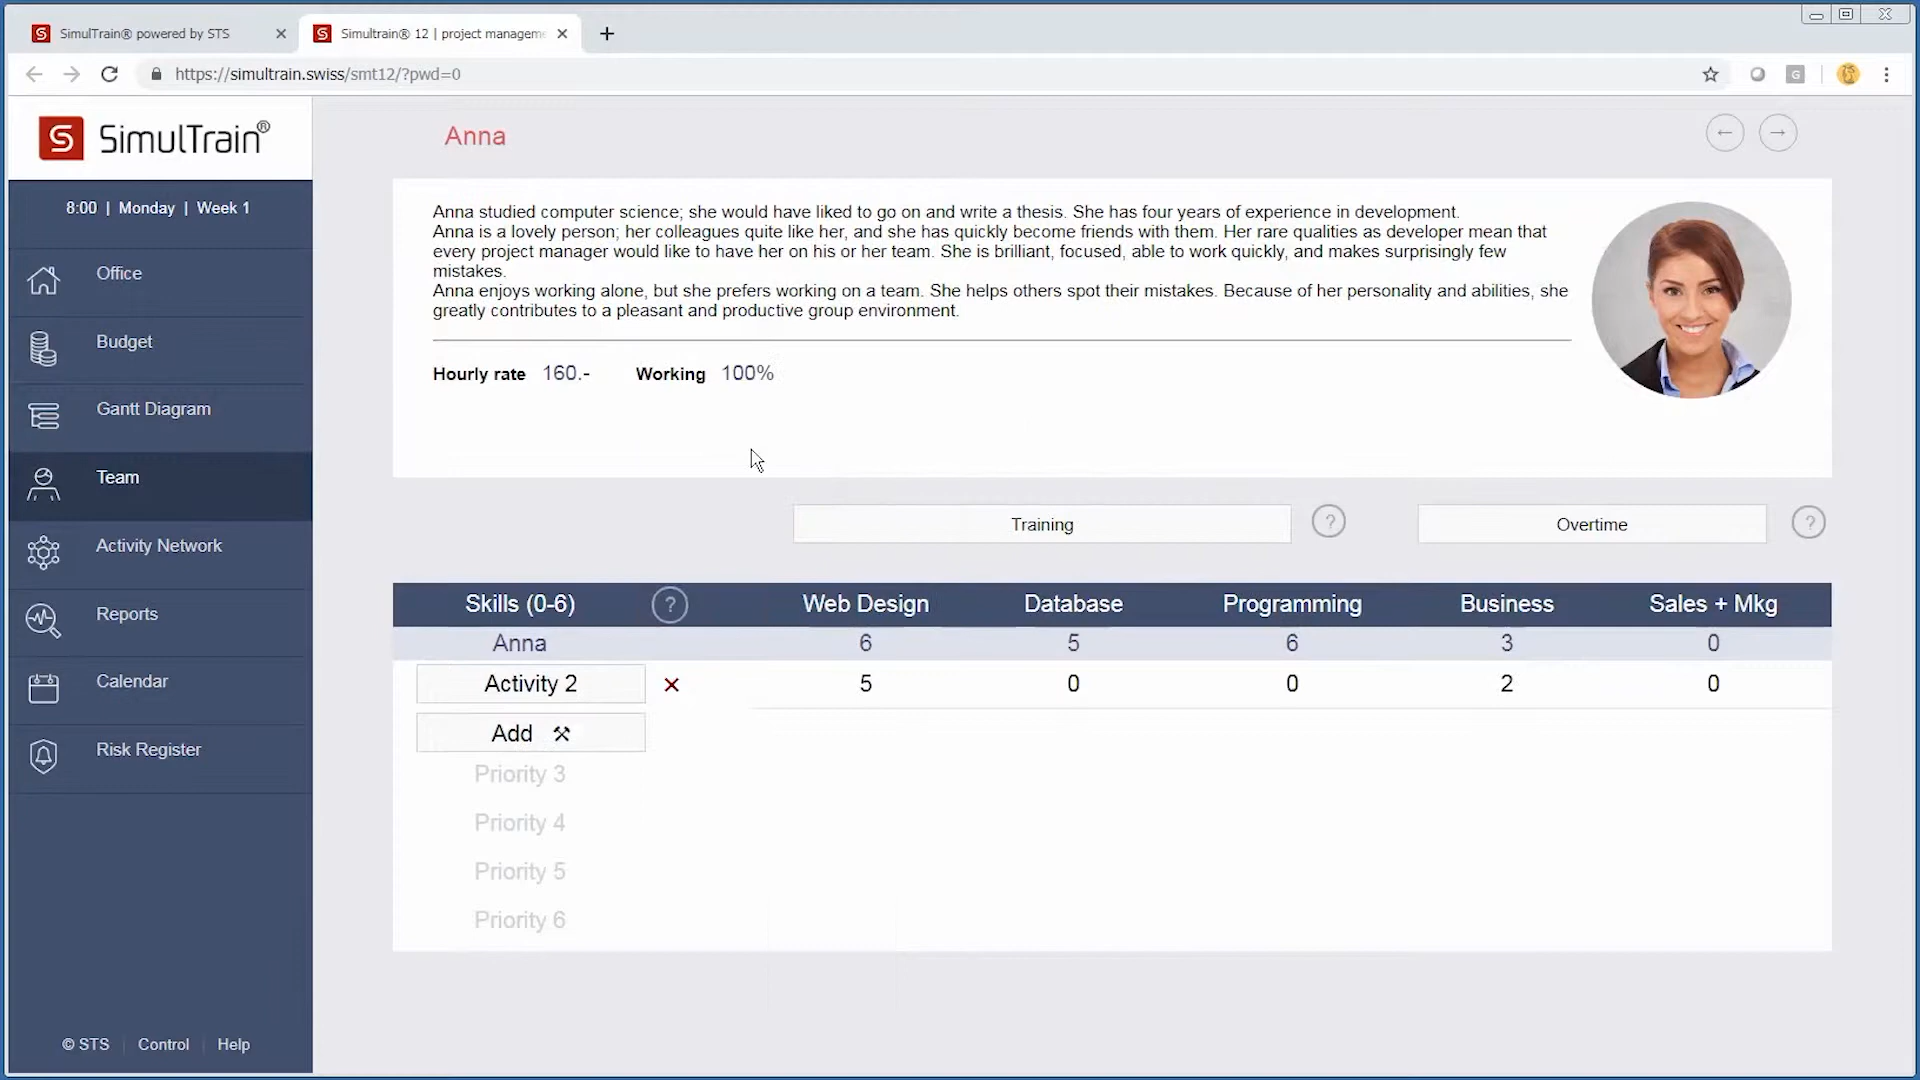 SimulTrain® powered by STS
Simultrain® 12 | project manageme
https://simultrain.swiss/smt12/?pwd=0
G
S SimulTrain®
8:00 | Monday | Week 1
Office
Budget
Gantt Diagram
Team
Activity Network
Reports
Calendar
Risk Register
© STS | Control | Help
Anna
Anna studied computer science; she would have liked to go on and write a thesis. She has four years of experience in development.
Anna is a lovely person; her colleagues quite like her, and she has quickly become friends with them. Her rare qualities as developer mean that
every project manager would like to have her on his or her team. She is brilliant, focused, able to work quickly, and makes surprisingly few
mistakes.
Anna enjoys working alone, but she prefers working on a team. She helps others spot their mistakes. Because of her personality and abilities, she
greatly contributes to a pleasant and productive group environment.
Hourly rate 160.- Working 100%
Training ? Overtime ?
Skills (0-6) ? Web Design Database Programming Business Sales + Mkg
Anna 6 5 6 3 0
Activity 2 5 0 0 2 0
Add
Priority 3
Priority 4
Priority 5
Priority 6